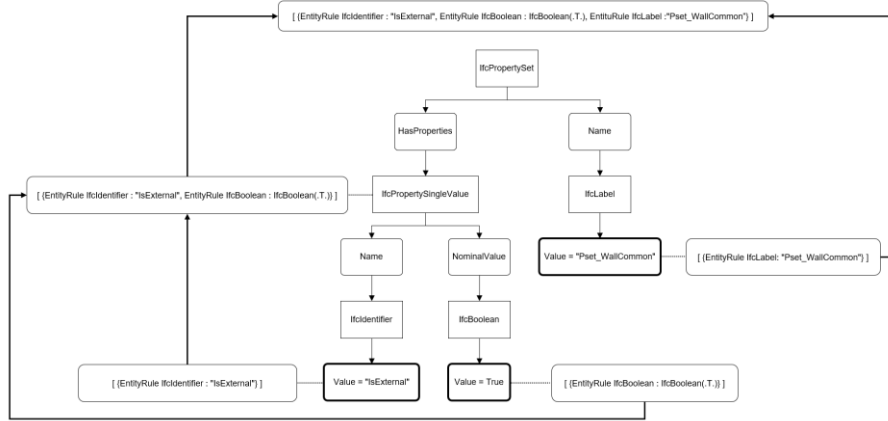 [ {EntityRule IfcIdentifier : "IsExternal", EntityRule IfcBoolean : IfcBoolean(.T.), EntituRule IfcLabel :"Pset_WallCommon"} ]
IfcPropertySet
HasProperties
Name
[ {EntityRule IfcIdentifier : "IsExternal", EntityRule IfcBoolean : IfcBoolean(.T.)} ]
IfcPropertySingleValue
IfcLabel
Name
NominalValue
Value = "Pset_WallCommon"
[ {EntityRule IfcLabel: "Pset_WallCommon"} ]
IfcIdentifier
IfcBoolean
[ {EntityRule IfcIdentifier : "IsExternal"} ]
Value = "IsExternal"
Value = True
[ {EntityRule IfcBoolean : IfcBoolean(.T.)} ]